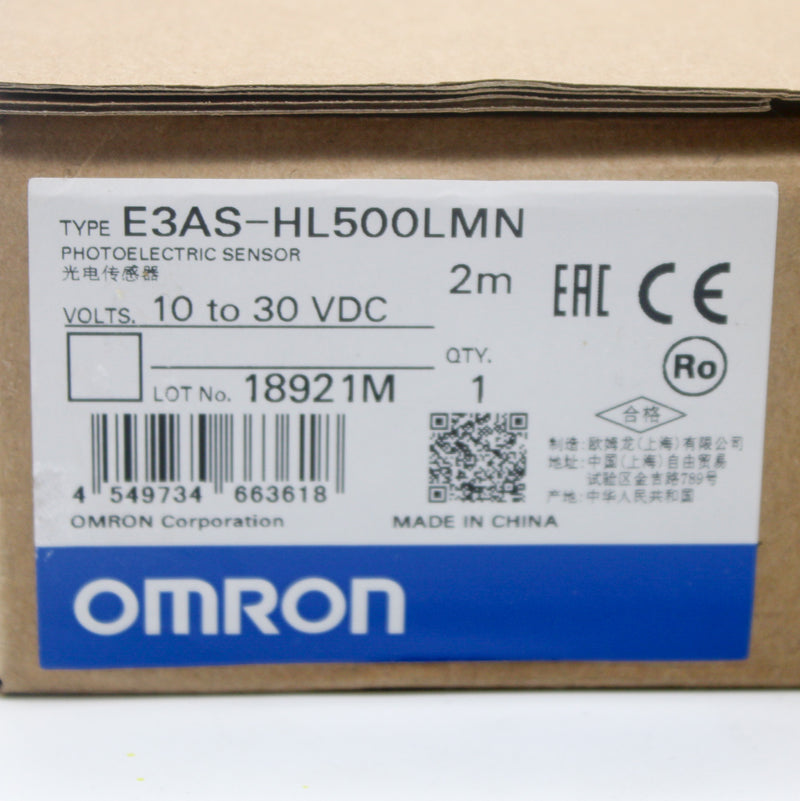 TYPE E3AS-HL500LMN
PHOTOELECTRIC SENSOR
光电传感器
2m
EAC CE
VOLTS. 10 to 30 VDC
QTY.
1
Ro
LOT No. 18921M
合格
制造: 欧姆龙(上海)有限公司
地址: 中国(上海)自由贸易
试验区金吉路789号
产地: 中华人民共和国
4 549734 663618
OMRON Corporation
MADE IN CHINA
OMRON